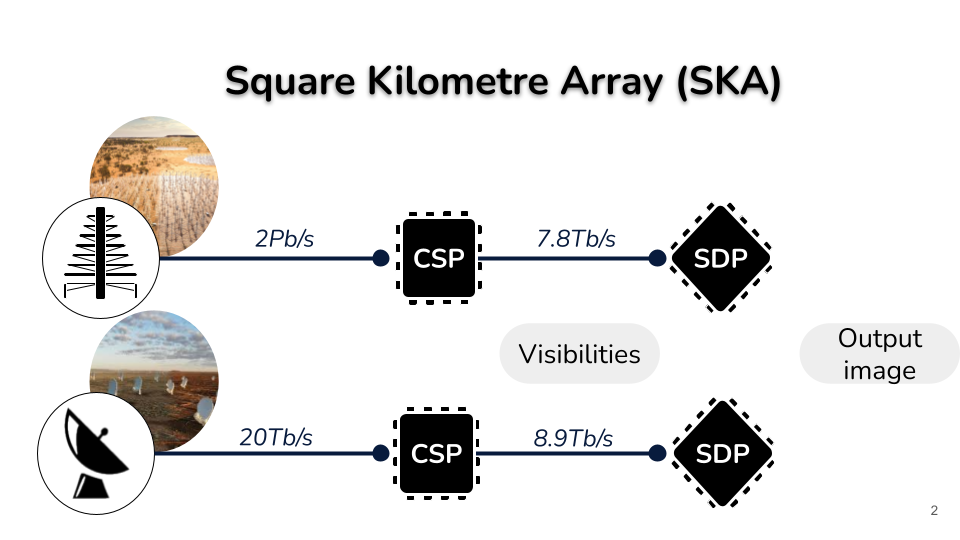 Square Kilometre Array (SKA)
2Pb/s
CSP
7.8Tb/s
SDP
Visibilities
Output
image
20Tb/s
CSP
8.9Tb/s
SDP
2